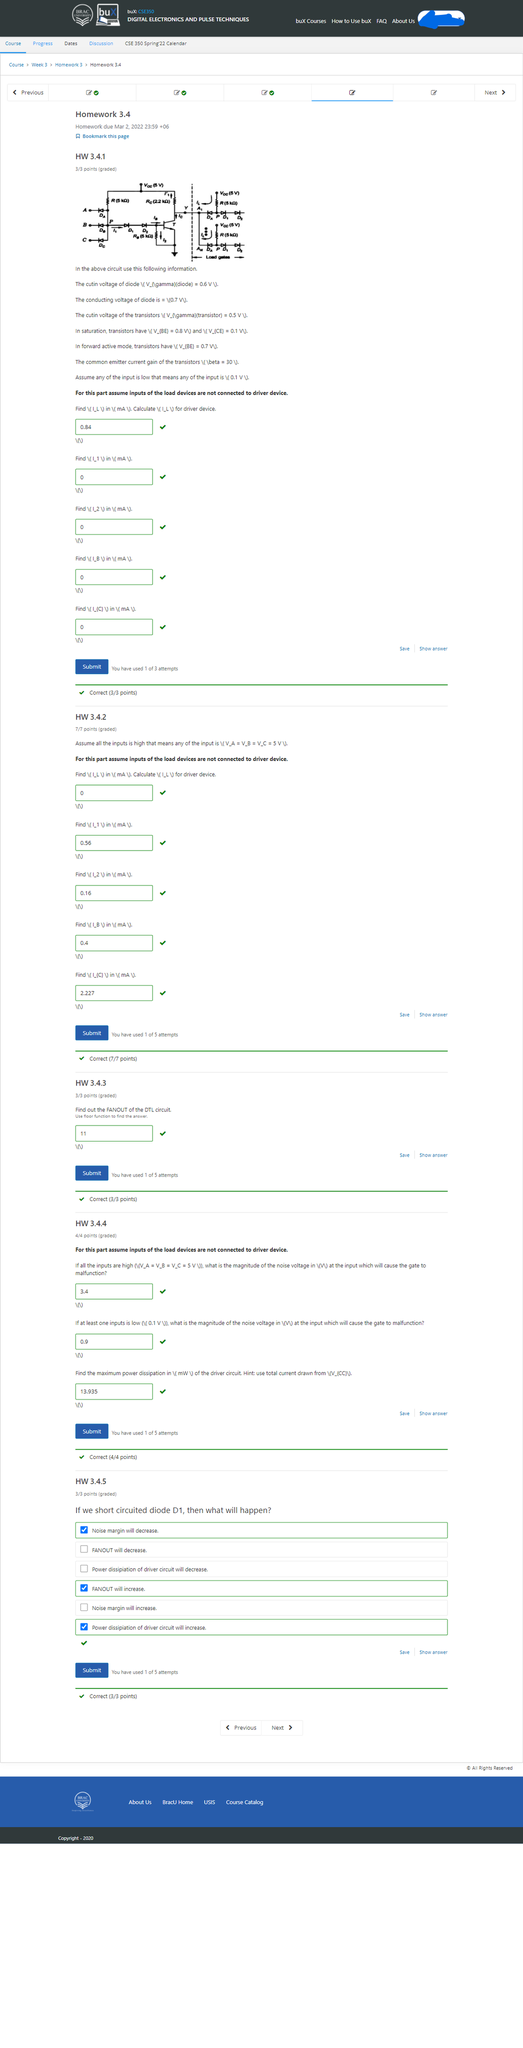 BRAC
UNIVERSITY
buX
buX: CSE350
DIGITAL ELECTRONICS AND PULSE TECHNIQUES
buX Courses How to Use buX FAQ About Us
Course Progress Dates Discussion CSE 350 Spring'22 Calendar
Course > Week 3 > Homework 3 > Homework 3.4
Previous
Next
Homework 3.4
Homework due Mar 2, 2022 23:59 +06
Bookmark this page
HW 3.4.1
3/3 points (graded)
VCC (5 V)
R (5 kΩ)
RC (2.2 kΩ)
VCC (5 V)
R (5 kΩ)
VCC (5 V)
R (5 kΩ)
Load gates
In the above circuit use this following information.
The cutin voltage of diode \( V_{\gamma}(diode) = 0.6 V \).
The conducting voltage of diode is = \(0.7 V\).
The cutin voltage of the transistors \( V_{\gamma}(transistor) = 0.5 V \).
In saturation, transistors have \( V_{BE} = 0.8 V\) and \( V_{CE} = 0.1 V\).
In forward active mode, transistors have \( V_{BE} = 0.7 V\).
The common emitter current gain of the transistors \( \beta = 30 \).
Assume any of the input is low that means any of the input is \( 0.1 V \).
For this part assume inputs of the load devices are not connected to driver device.
Find \( I_L \) in \( mA \). Calculate \( I_L \) for driver device.
0.84
\(\)
Find \( I_1 \) in \( mA \).
0
\(\)
Find \( I_2 \) in \( mA \).
0
\(\)
Find \( I_B \) in \( mA \).
0
\(\)
Find \( I_{C} \) in \( mA \).
0
\(\)
Save Show answer
Submit You have used 1 of 3 attempts
Correct (3/3 points)
HW 3.4.2
7/7 points (graded)
Assume all the inputs is high that means any of the input is \( V_A = V_B = V_C = 5 V \).
For this part assume inputs of the load devices are not connected to driver device.
Find \( I_L \) in \( mA \). Calculate \( I_L \) for driver device.
0
\(\)
Find \( I_1 \) in \( mA \).
0.56
\(\)
Find \( I_2 \) in \( mA \).
0.16
\(\)
Find \( I_B \) in \( mA \).
0.4
\(\)
Find \( I_{C} \) in \( mA \).
2.227
\(\)
Save Show answer
Submit You have used 1 of 5 attempts
Correct (7/7 points)
HW 3.4.3
3/3 points (graded)
Find out the FANOUT of the DTL circuit.
Use floor function to find the answer.
11
\(\)
Save Show answer
Submit You have used 1 of 5 attempts
Correct (3/3 points)
HW 3.4.4
4/4 points (graded)
For this part assume inputs of the load devices are not connected to driver device.
If all the inputs are high (\(V_A = V_B = V_C = 5 V \)), what is the magnitude of the noise voltage in \(V\) at the input which will cause the gate to
malfunction?
3.4
\(\)
If at least one inputs is low (\( 0.1 V \)), what is the magnitude of the noise voltage in \(V\) at the input which will cause the gate to malfunction?
0.9
\(\)
Find the maximum power dissipation in \( mW \) of the driver circuit. Hint: use total current drawn from \(V_{CC}\).
13.935
\(\)
Save Show answer
Submit You have used 1 of 5 attempts
Correct (4/4 points)
HW 3.4.5
3/3 points (graded)
If we short circuited diode D1, then what will happen?
Noise margin will decrease.
FANOUT will decrease.
Power dissipiation of driver circuit will decrease.
FANOUT will increase.
Noise margin will increase.
Power dissipiation of driver circuit will increase.
Save Show answer
Submit You have used 1 of 5 attempts
Correct (3/3 points)
Previous Next
© All Rights Reserved
About Us BracU Home USIS Course Catalog
Copyright - 2020